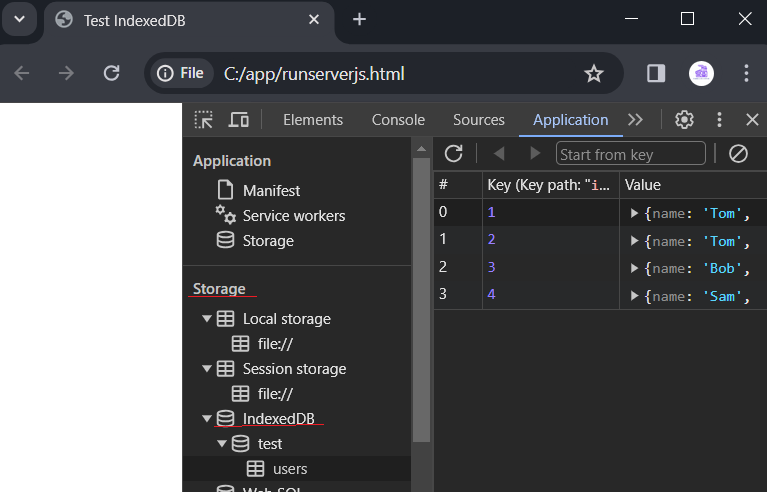 Test IndexedDB
File C:/app/runserverjs.html
Elements Console Sources Application
Application
Manifest
Service workers
Storage
Storage
Local storage
file://
Session storage
file://
IndexedDB
test
users
Start from key
# Key (Key path: "i... Value
0 1 {name: 'Tom',
1 2 {name: 'Tom',
2 3 {name: 'Bob',
3 4 {name: 'Sam',